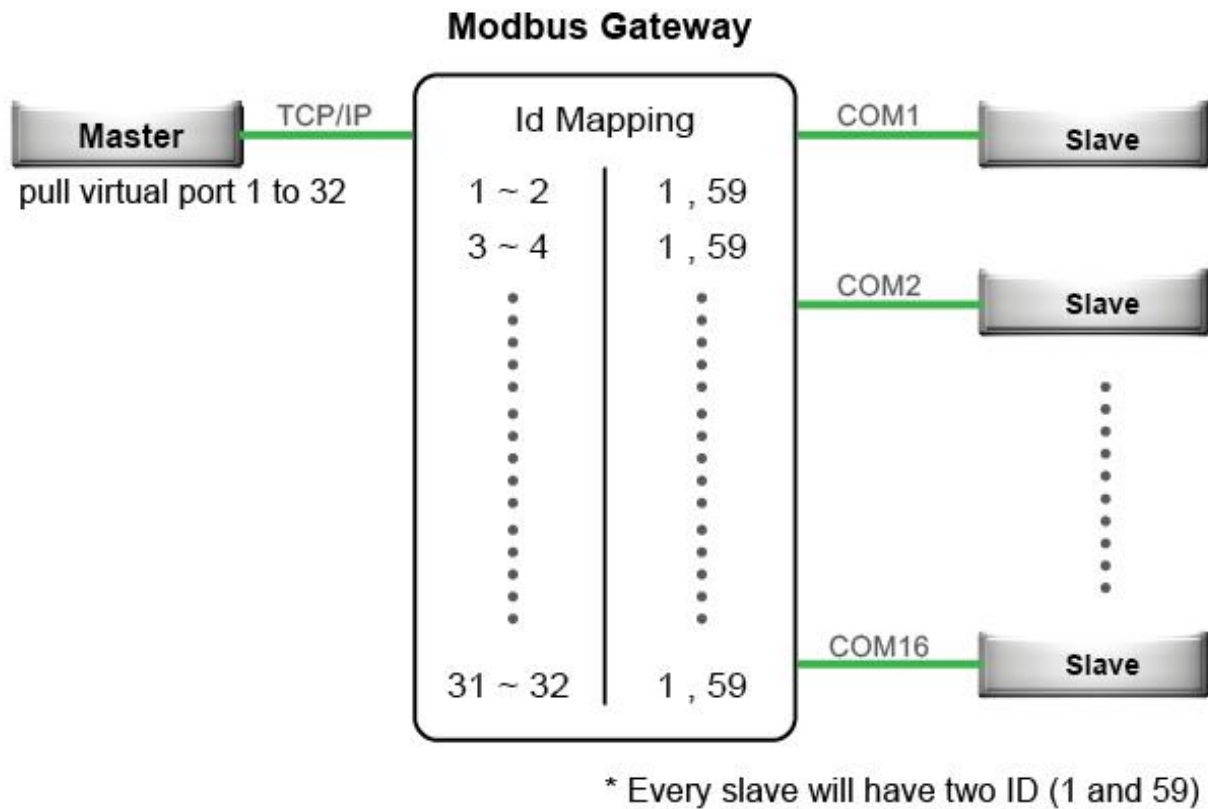 Modbus Gateway
Master
TCP/IP
pull virtual port 1 to 32
Id Mapping
1 ~ 2 1 , 59
3 ~ 4 1 , 59
31 ~ 32 1 , 59
COM1
Slave
COM2
Slave
COM16
Slave
* Every slave will have two ID (1 and 59)